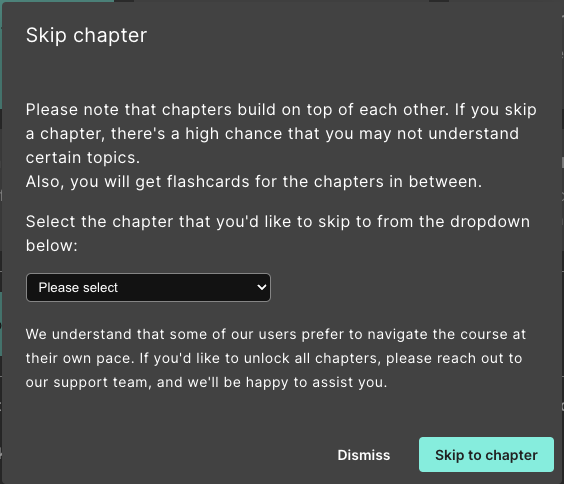 Skip chapter
Please note that chapters build on top of each other. If you skip
a chapter, there's a high chance that you may not understand
certain topics.
Also, you will get flashcards for the chapters in between.
Select the chapter that you'd like to skip to from the dropdown
below:
Please select
We understand that some of our users prefer to navigate the course at
their own pace. If you'd like to unlock all chapters, please reach out to
our support team, and we'll be happy to assist you.
Dismiss
Skip to chapter